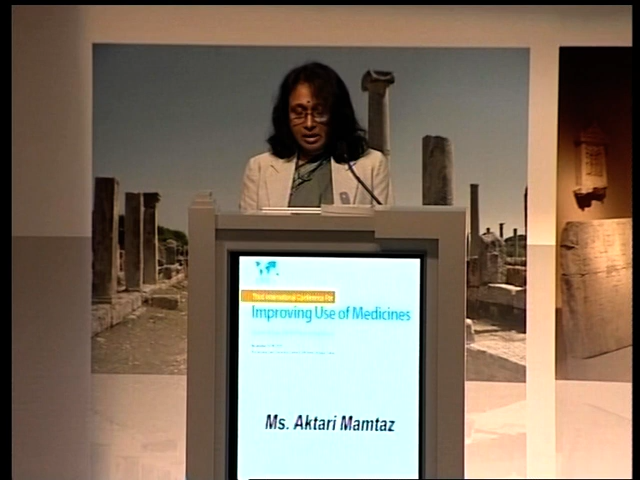 Third International Conference For
Improving Use of Medicines
Ms. Aktari Mamtaz